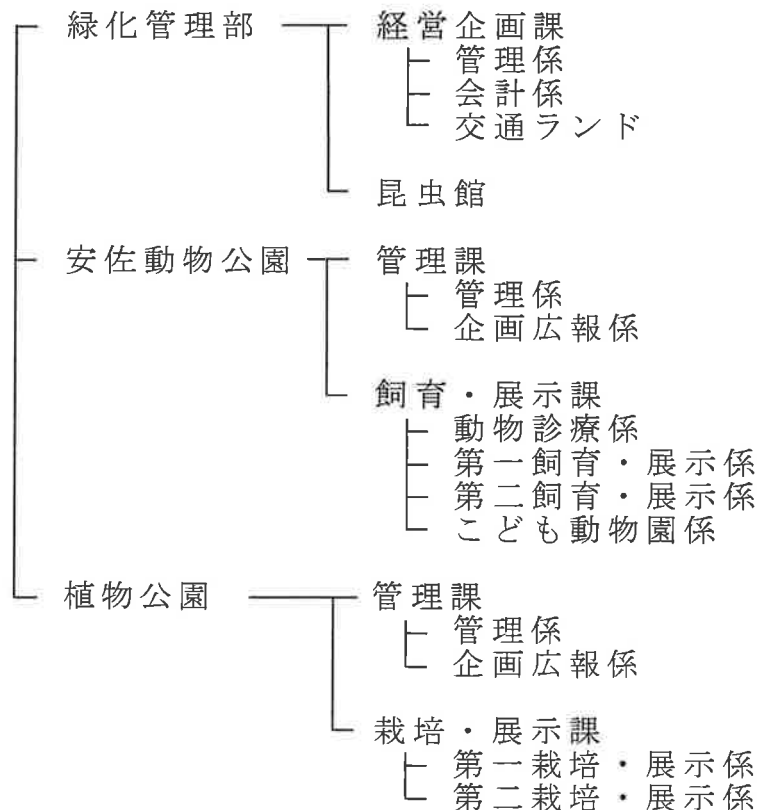 緑化管理部 経営企画課
管理係
会計係
交通ランド
昆虫館
安佐動物公園 管理課
管理係
企画広報係
飼育・展示課
動物診療係
第一飼育・展示係
第二飼育・展示係
こども動物園係
植物公園 管理課
管理係
企画広報係
栽培・展示課
第一栽培・展示係
第二栽培・展示係